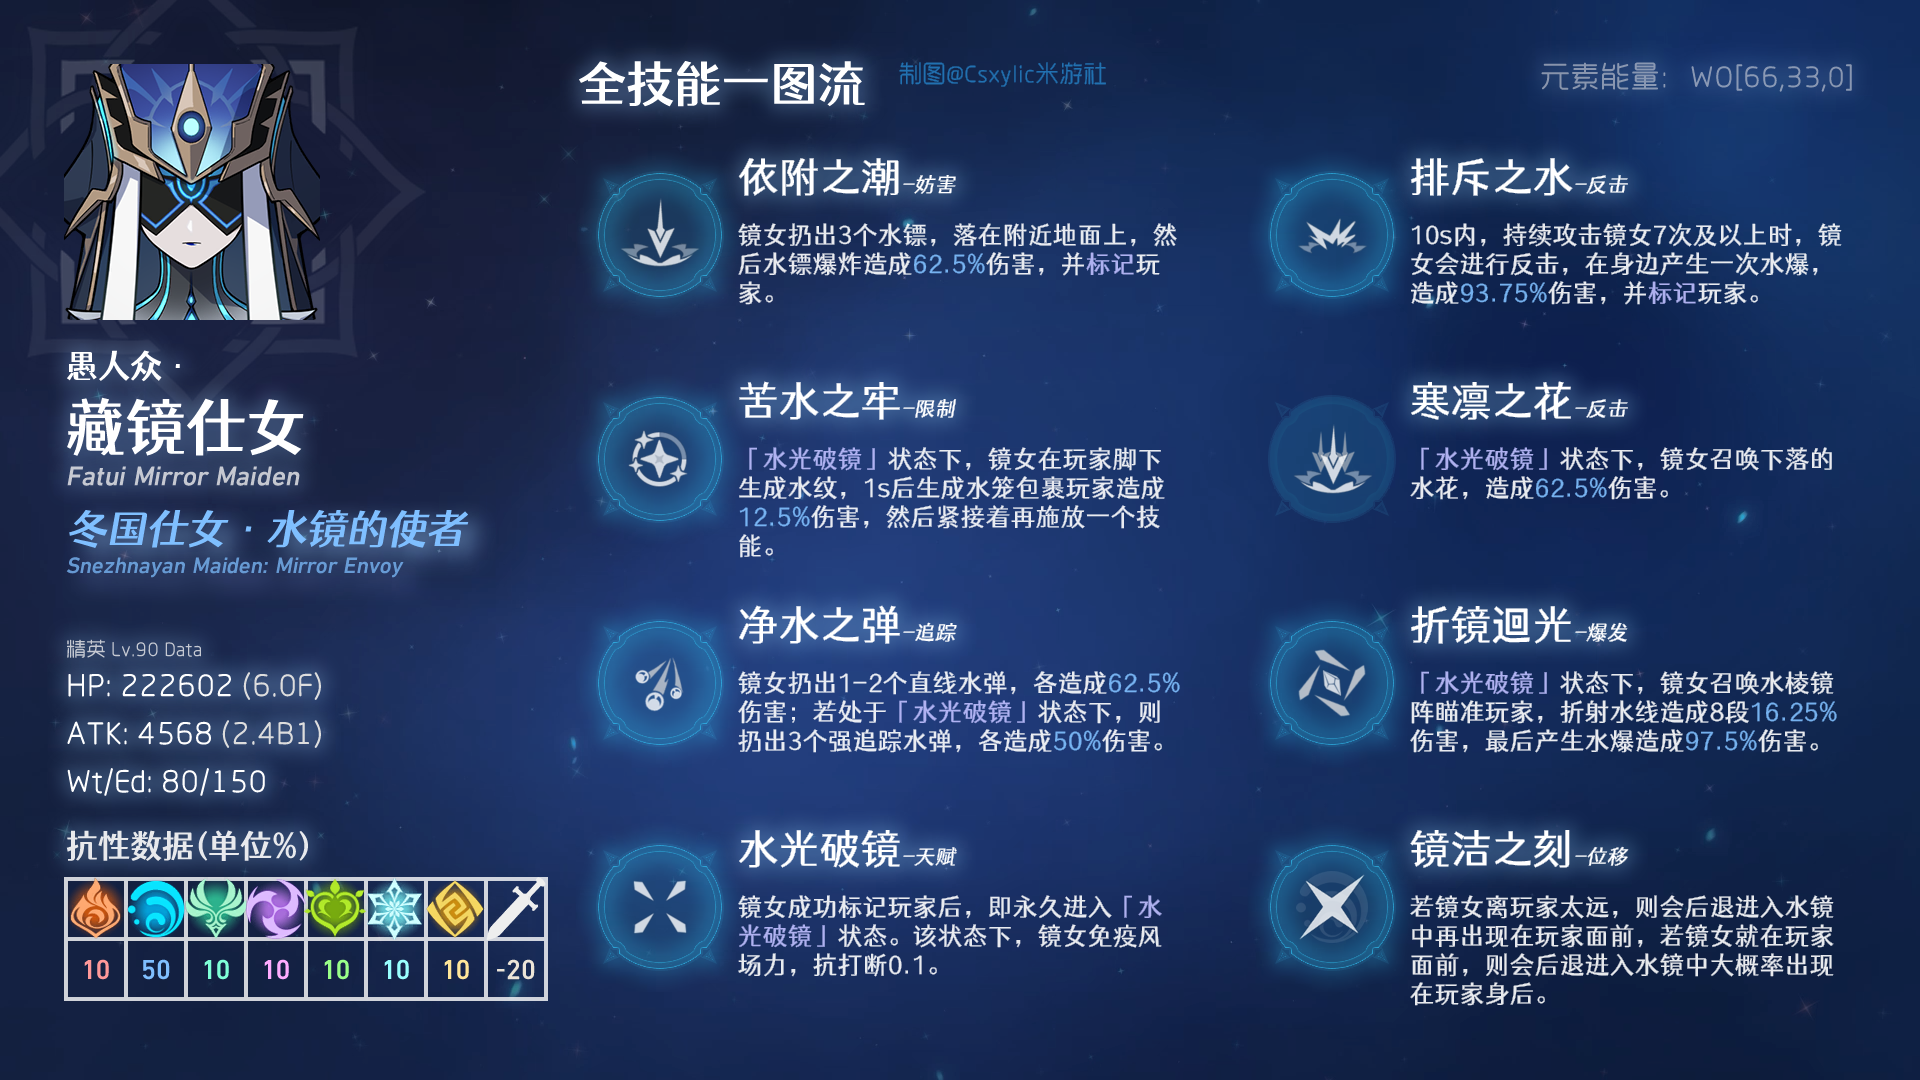 全技能一图流
制图@Csxylic米游社
元素能量: W0[66,33,0]
愚人众·
藏镜仕女
Fatui Mirror Maiden
冬国仕女·水镜的使者
Snezhnayan Maiden: Mirror Envoy
精英 Lv.90 Data
HP: 222602 (6.0F)
ATK: 4568 (2.4B1)
Wt/Ed: 80/150
抗性数据(单位%)
10 50 10 10 10 10 10 -20
依附之潮-妨害
镜女扔出3个水镖，落在附近地面上，然
后水镖爆炸造成62.5%伤害，并标记玩
家。
排斥之水-反击
10s内，持续攻击镜女7次及以上时，镜
女会进行反击，在身边产生一次水爆，
造成93.75%伤害，并标记玩家。
苦水之牢-限制
「水光破镜」状态下，镜女在玩家脚下
生成水纹，1s后生成水笼包裹玩家造成
12.5%伤害，然后紧接着再施放一个技
能。
寒凛之花-反击
「水光破镜」状态下，镜女召唤下落的
水花，造成62.5%伤害。
净水之弹-追踪
镜女扔出1-2个直线水弹，各造成62.5%
伤害；若处于「水光破镜」状态下，则
扔出3个强追踪水弹，各造成50%伤害。
折镜迴光-爆发
「水光破镜」状态下，镜女召唤水棱镜
阵瞄准玩家，折射水线造成8段16.25%
伤害，最后产生水爆造成97.5%伤害。
水光破镜-天赋
镜女成功标记玩家后，即永久进入「水
光破镜」状态。该状态下，镜女免疫风
场力，抗打断0.1。
镜洁之刻-位移
若镜女离玩家太远，则会后退进入水镜
中再出现在玩家面前，若镜女就在玩家
面前，则会后退进入水镜中大概率出现
在玩家身后。